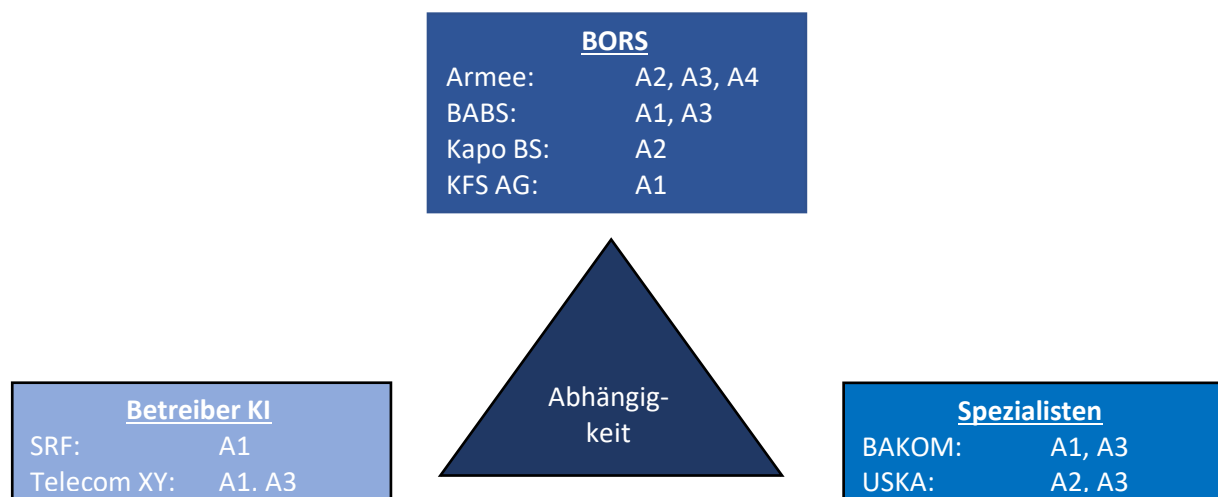 BORS
Armee: A2, A3, A4
BABS: A1, A3
Kapo BS: A2
KFS AG: A1
Abhängig-
keit
Betreiber KI
SRF: A1
Telecom XY: A1, A3
Spezialisten
BAKOM: A1, A3
USKA: A2, A3